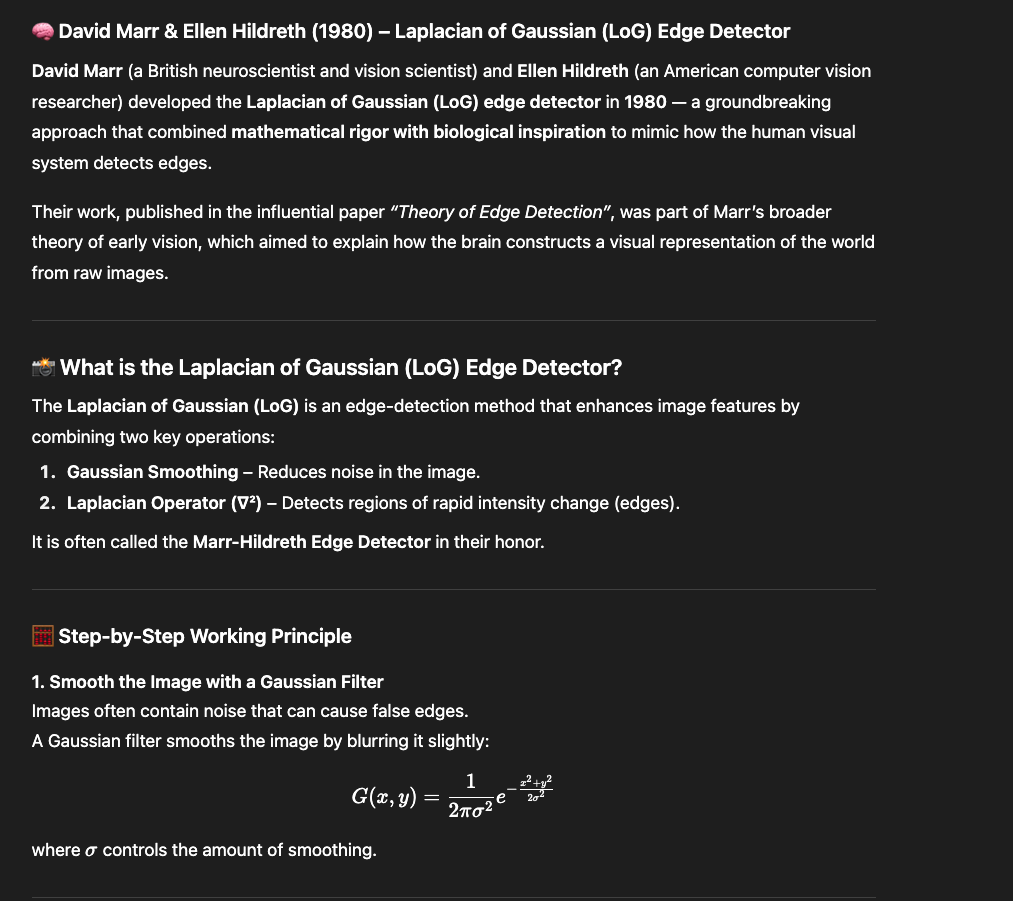 🧠 David Marr & Ellen Hildreth (1980) – Laplacian of Gaussian (LoG) Edge Detector
David Marr (a British neuroscientist and vision scientist) and Ellen Hildreth (an American computer vision
researcher) developed the Laplacian of Gaussian (LoG) edge detector in 1980 — a groundbreaking
approach that combined mathematical rigor with biological inspiration to mimic how the human visual
system detects edges.
Their work, published in the influential paper “Theory of Edge Detection”, was part of Marr’s broader
theory of early vision, which aimed to explain how the brain constructs a visual representation of the world
from raw images.
📸 What is the Laplacian of Gaussian (LoG) Edge Detector?
The Laplacian of Gaussian (LoG) is an edge-detection method that enhances image features by
combining two key operations:
1. Gaussian Smoothing – Reduces noise in the image.
2. Laplacian Operator (∇²) – Detects regions of rapid intensity change (edges).
It is often called the Marr-Hildreth Edge Detector in their honor.
🧮 Step-by-Step Working Principle
1. Smooth the Image with a Gaussian Filter
Images often contain noise that can cause false edges.
A Gaussian filter smooths the image by blurring it slightly:
G(x, y) = \frac{1}{2\pi\sigma^2} e^{-\frac{x^2+y^2}{2\sigma^2}}
where σ controls the amount of smoothing.